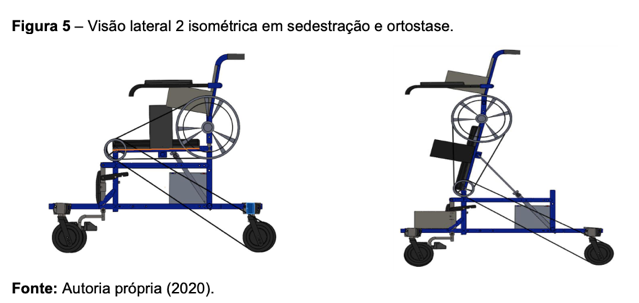 Figura 5 – Visão lateral 2 isométrica em sedestração e ortostase.
Fonte: Autoria própria (2020).